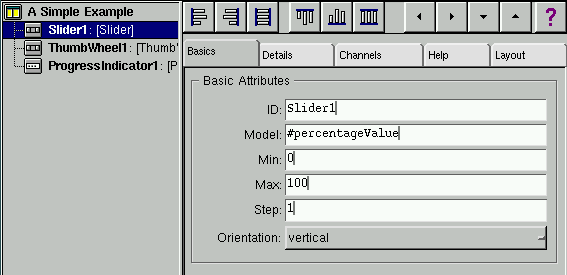 A Simple Example
Slider1: [Slider]
ThumbWheel1: [Thumb
ProgressIndicator1: [P
?
Basics Details Channels Help Layout
Basic Attributes
ID: Slider1
Model: #percentageValue
Min: 0
Max: 100
Step: 1
Orientation: vertical